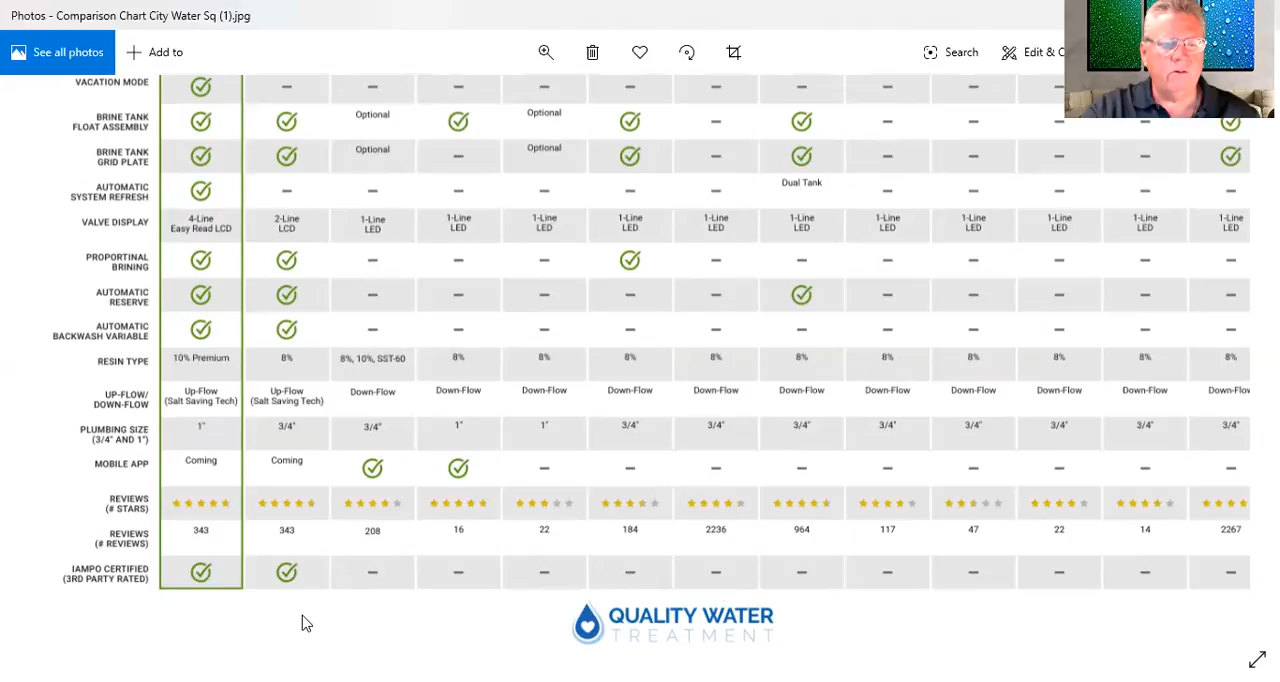 Photos - Comparison Chart City Water Sq (1).jpg
See all photos
Add to
Search
Edit & C
VACATION MODE
BRINE TANK
FLOAT ASSEMBLY
Optional
Optional
BRINE TANK
GRID PLATE
Optional
Optional
AUTOMATIC
SYSTEM REFRESH
Dual Tank
VALVE DISPLAY
4-Line
Easy Read LCD
2-Line
LCD
1-Line
LED
1-Line
LED
1-Line
LED
1-Line
LED
1-Line
LED
1-Line
LED
1-Line
LED
1-Line
LED
1-Line
LED
1-Line
LED
1-Line
LED
PROPORTINAL
BRINING
AUTOMATIC
RESERVE
AUTOMATIC
BACKWASH VARIABLE
RESIN TYPE 10% Premium 8% 8%, 10%, SST-60 8% 8% 8% 8% 8% 8% 8% 8% 8% 8%
UP-FLOW/
DOWN-FLOW
Up-Flow
(Salt Saving Tech)
Up-Flow
(Salt Saving Tech)
Down-Flow Down-Flow Down-Flow Down-Flow Down-Flow Down-Flow Down-Flow Down-Flow Down-Flow Down-Flow Down-Flov
PLUMBING SIZE
(3/4" AND 1")
1" 3/4" 3/4" 1" 1" 3/4" 3/4" 3/4" 3/4" 3/4" 3/4" 3/4" 3/4"
MOBILE APP Coming Coming
REVIEWS
(# STARS)
REVIEWS
(# REVIEWS)
343 343 208 16 22 184 2236 964 117 47 22 14 2267
IAMPO CERTIFIED
(3RD PARTY RATED)
QUALITY WATER
TREATMENT